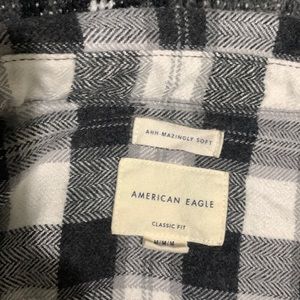 AHH-MAZINGLY SOFT
AMERICAN EAGLE
CLASSIC FIT
M/M/M